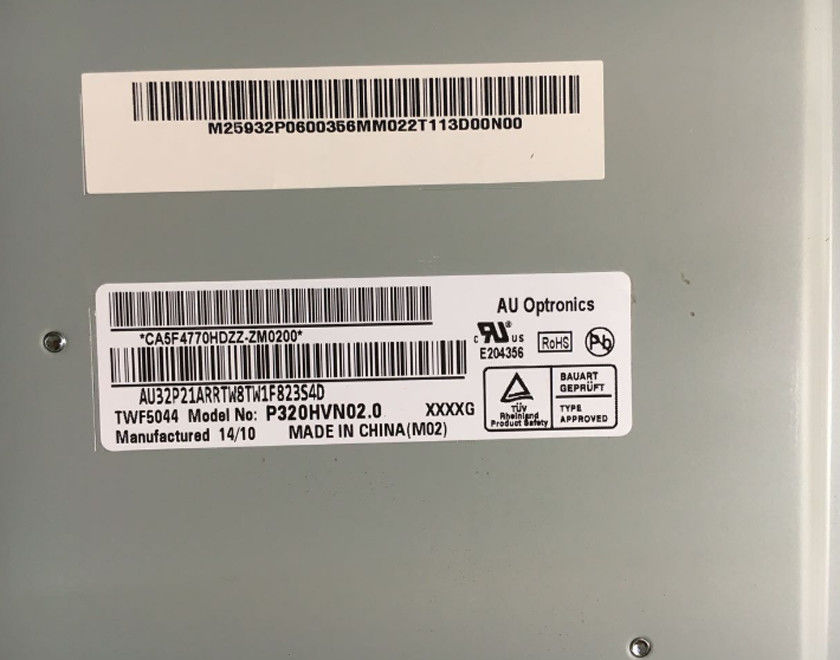 M25932P0600356MM022T113D00N00
*CA5F4770HDZZ-ZM0200*
AU32P21ARRTW8TW1F823S4D
TWF5044 Model No: P320HVN02.0 XXXXG
Manufactured 14/10 MADE IN CHINA(M02)
AU Optronics
c RU® US
E204356
RoHS
Pb
TÜV
Rheinland
Product Safety
BAUART
GEPRÜFT
TYPE
APPROVED